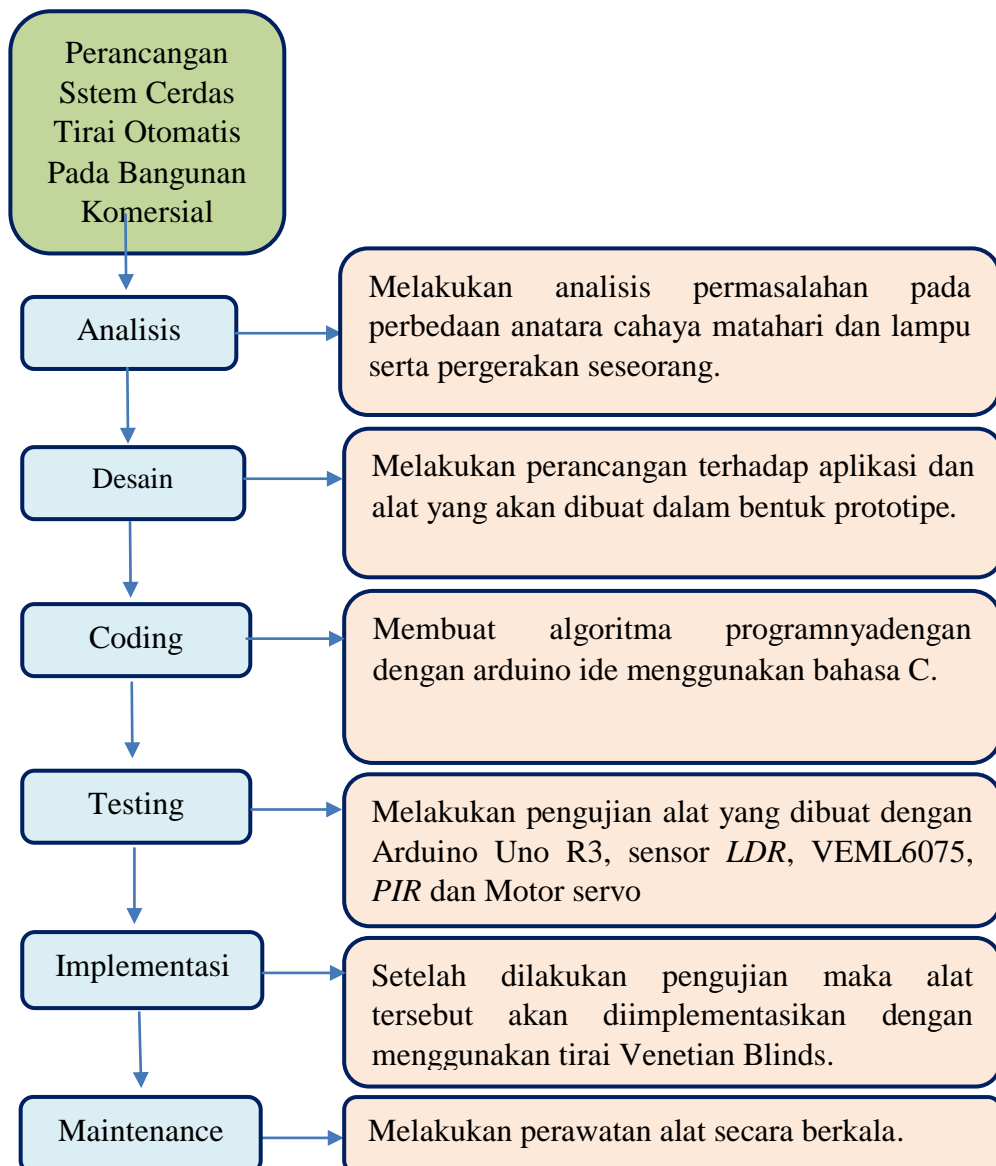 Perancangan
Sstem Cerdas
Tirai Otomatis
Pada Bangunan
Komersial
Analisis
Melakukan analisis permasalahan pada
perbedaan anatara cahaya matahari dan lampu
serta pergerakan seseorang.
Desain
Melakukan perancangan terhadap aplikasi dan
alat yang akan dibuat dalam bentuk prototipe.
Coding
Membuat algoritma programnyadengan
dengan arduino ide menggunakan bahasa C.
Testing
Melakukan pengujian alat yang dibuat dengan
Arduino Uno R3, sensor LDR, VEML6075,
PIR dan Motor servo
Implementasi
Setelah dilakukan pengujian maka alat
tersebut akan diimplementasikan dengan
menggunakan tirai Venetian Blinds.
Maintenance
Melakukan perawatan alat secara berkala.